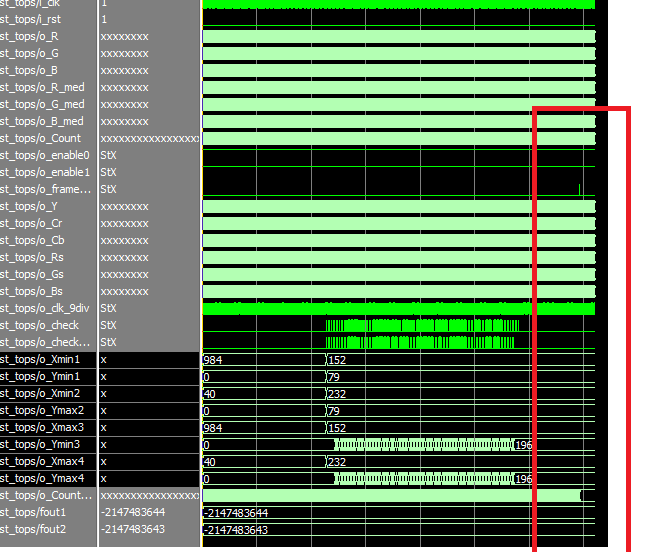 st_tops/i_clk 1
st_tops/i_rst 1
st_tops/o_R xxxxxxxx
st_tops/o_G xxxxxxxx
st_tops/o_B xxxxxxxx
st_tops/o_R_med xxxxxxxx
st_tops/o_G_med xxxxxxxx
st_tops/o_B_med xxxxxxxx
st_tops/o_Count xxxxxxxxxxxxxxxxx
st_tops/o_enable0 StX
st_tops/o_enable1 StX
st_tops/o_frame... StX
st_tops/o_Y xxxxxxxx
st_tops/o_Cr xxxxxxxx
st_tops/o_Cb xxxxxxxx
st_tops/o_Rs xxxxxxxx
st_tops/o_Gs xxxxxxxx
st_tops/o_Bs xxxxxxxx
st_tops/o_clk_9div StX
st_tops/o_check StX
st_tops/o_check... StX
st_tops/o_Xmin1 x 984 152
st_tops/o_Ymin1 x 0 79
st_tops/o_Xmin2 x 40 232
st_tops/o_Ymax2 x 0 79
st_tops/o_Xmax3 x 984 152
st_tops/o_Ymin3 x 0 196
st_tops/o_Xmax4 x 40 232
st_tops/o_Ymax4 x 0 196
st_tops/o_Count... xxxxxxxxxxxxxxxxx
st_tops/fout1 -2147483644 -2147483644
st_tops/fout2 -2147483643 -2147483643